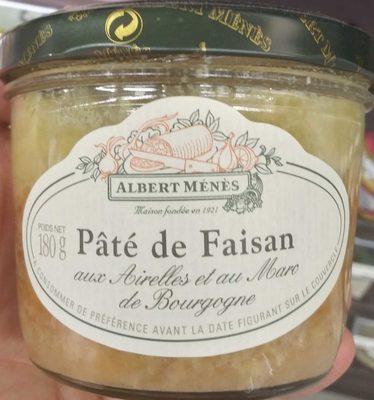 ALBERT MÉNÈS
Maison fondée en 1921
POIDS NET
180 g
Pâté de Faisan
aux Airelles et au Marc
de Bourgogne
A CONSOMMER DE PRÉFÉRENCE AVANT LA DATE FIGURANT SUR LE COUVERCLE